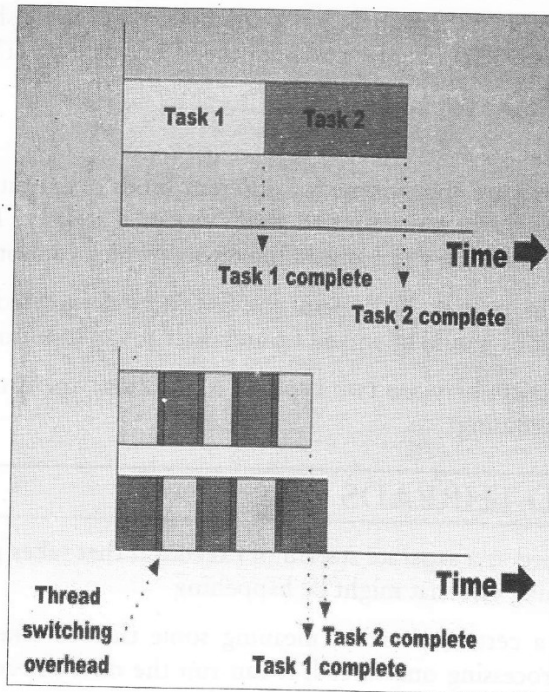 Task 1
Task 2
Time
Task 1 complete
Task 2 complete
Time
Thread
switching
overhead
Task 2 complete
Task 1 complete